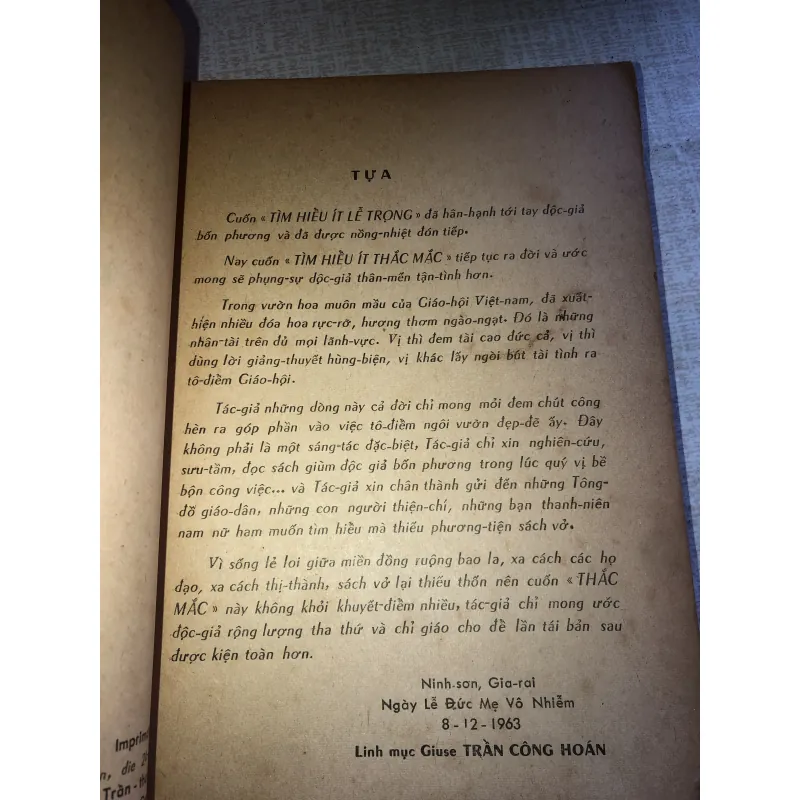 TỰA
Cuốn « TÌM HIỂU ÍT LỄ TRỌNG » đã hân-hạnh tới tay độc-giả
bốn phương và đã được nồng-nhiệt đón tiếp.
Nay cuốn « TÌM HIỂU ÍT THẮC MẮC » tiếp tục ra đời và ước
mong sẽ phụng-sự độc-giả thân-mến tận-tình hơn.
Trong vườn hoa muôn mầu của Giáo-hội Việt-nam, đã xuất-
hiện nhiều đóa hoa rực-rỡ, hương thơm ngào-ngạt. Đó là những
nhân-tài trên đủ mọi lãnh-vực. Vị thì đem tài cao đức cả, vị thì
dùng lời giảng-thuyết hùng-biện, vị khác lấy ngòi bút tài tình ra
tô-điểm Giáo-hội.
Tác-giả những dòng này cả đời chỉ mong mỏi đem chút công
hèn ra góp phần vào việc tô-điểm ngôi vườn đẹp-đẽ ấy. Đây
không phải là một sáng-tác đặc-biệt, Tác-giả chỉ xin nghiên-cứu,
sưu-tầm, đọc sách giùm độc giả bốn phương trong lúc quý vị bề
bộn công việc... và Tác-giả xin chân thành gửi đến những Tông-
đồ giáo-dân, những con người thiện-chí, những bạn thanh-niên
nam nữ ham muốn tìm hiểu mà thiếu phương-tiện sách vở.
Vì sống lẻ loi giữa miền đồng ruộng bao la, xa cách các họ
đạo, xa cách thị-thành, sách vở lại thiếu thốn nên cuốn « THẮC
MẮC » này không khỏi khuyết-điểm nhiều, tác-giả chỉ mong ước
độc-giả rộng lượng tha thứ và chỉ giáo cho để lần tái bản sau
được kiện toàn hơn.
Ninh-sơn, Gia-rai
Ngày Lễ Đức Mẹ Vô Nhiễm
8-12-1963
Linh mục Giuse TRẦN CÔNG HOÁN
Imprim
n, die 2
Trần-th